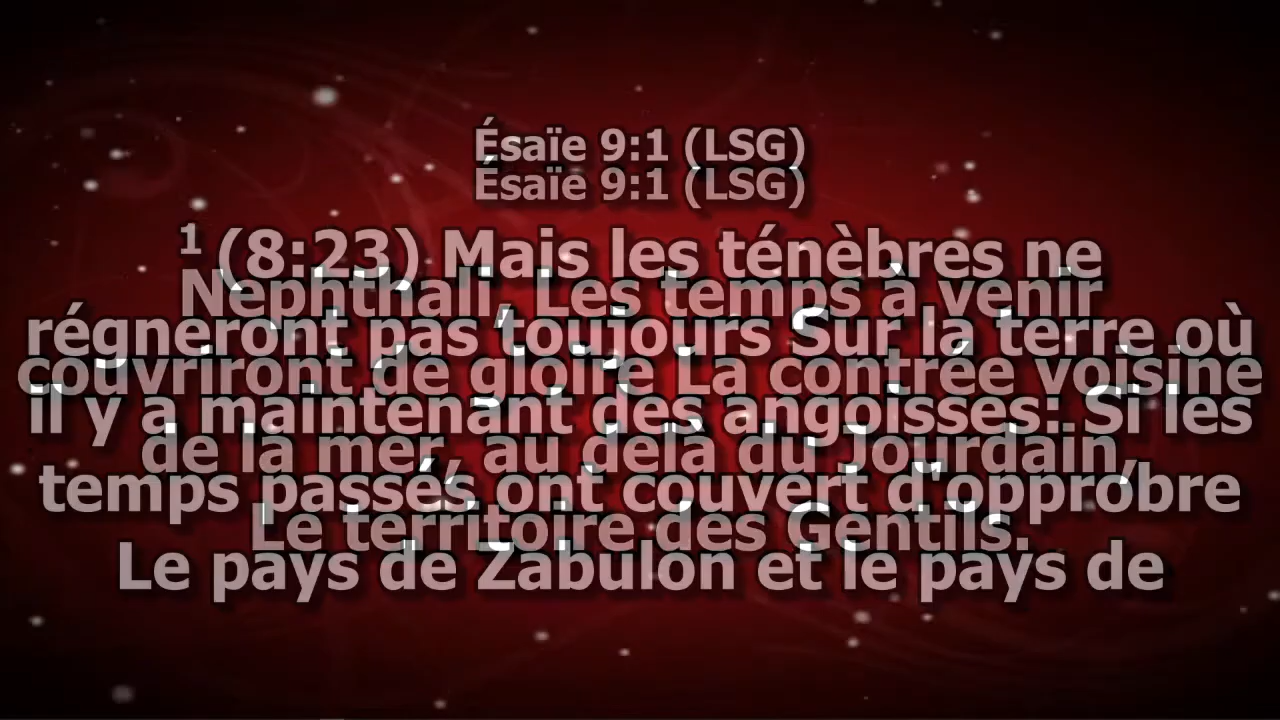 Ésaïe 9:1 (LSG)
Ésaïe 9:1 (LSG)
1 (8:23) Mais les ténèbres ne
Nephthali, Les temps à venir
régneront pas toujours Sur la terre où
couvriront de gloire La contrée voisine
il y a maintenant des angoisses: Si les
de la mer, au delà du Jourdain,
temps passés ont couvert d'opprobre
Le territoire des Gentils.
Le pays de Zabulon et le pays de